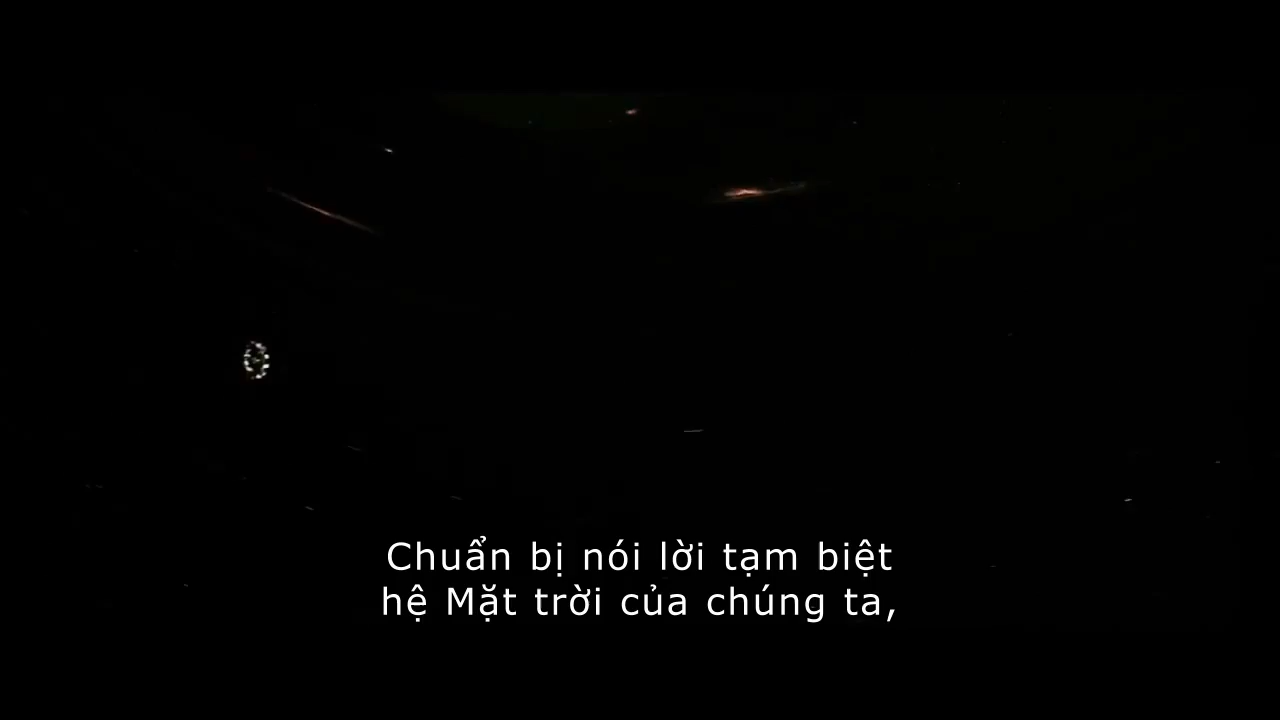 Chuẩn bị nói lời tạm biệt
hệ Mặt trời của chúng ta,